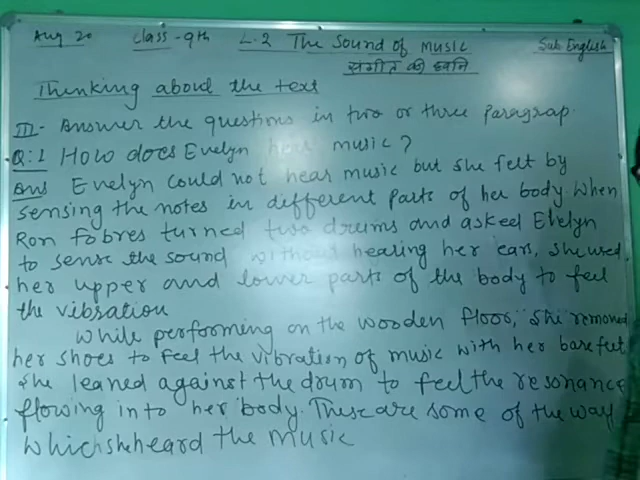 Aug 20 Class-9th L.2 The Sound of Music Sub English
संगीत की ध्वनि
Thinking about the text
III- Answer the questions in two or three Paragrap.
Q:1 How does Evelyn hear music?
Ans Evelyn could not hear music but she felt by
sensing the notes in different parts of her body. When
Ron fobres turned two drums and asked Evelyn
to sense the sound without hearing her ears, she used
her upper and lower parts of the body to feel
the vibration
While performing on the wooden floor, she removed
her shoes to feel the vibration of music with her bare feet
she leaned against the drum to feel the resonance
flowing into her body. These are some of the way
which she heard the music